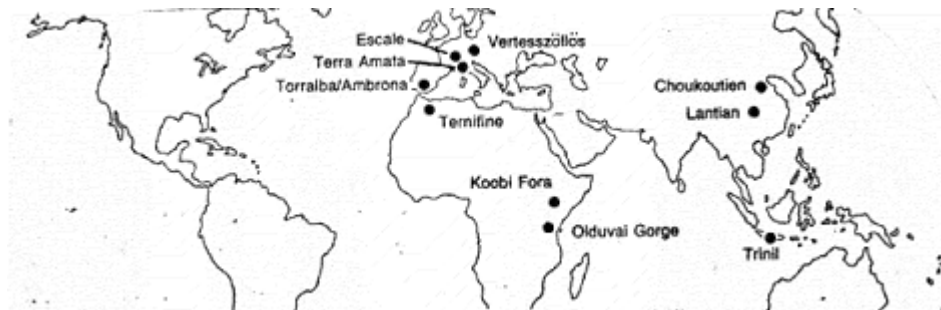 Escale
Vertesszöllös
Terra Amata
Torralba/Ambrona
Ternifine
Choukoutien
Lantian
Koobi Fora
Olduvai Gorge
Trinil